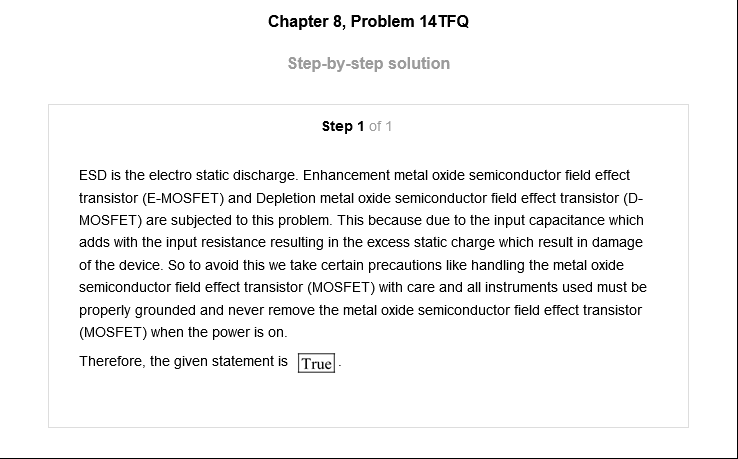 Chapter 8, Problem 14TFQ
Step-by-step solution
Step 1 of 1
ESD is the electro static discharge. Enhancement metal oxide semiconductor field effect
transistor (E-MOSFET) and Depletion metal oxide semiconductor field effect transistor (D-
MOSFET) are subjected to this problem. This because due to the input capacitance which
adds with the input resistance resulting in the excess static charge which result in damage
of the device. So to avoid this we take certain precautions like handling the metal oxide
semiconductor field effect transistor (MOSFET) with care and all instruments used must be
properly grounded and never remove the metal oxide semiconductor field effect transistor
(MOSFET) when the power is on.
Therefore, the given statement is True.